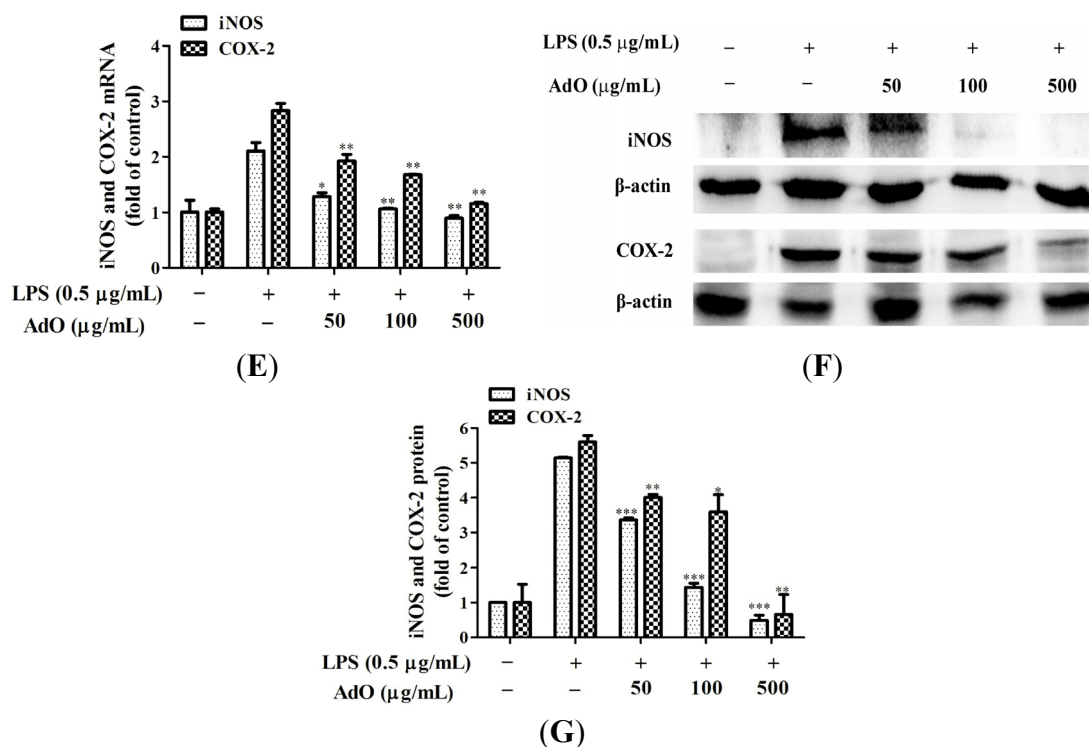 iNOS
COX-2
iNOS and COX-2 mRNA
(fold of control)
4
3
2
1
0
*
**
**
**
**
**
LPS (0.5 μg/mL) – + + + +
AdO (μg/mL) – – 50 100 500
(E)
LPS (0.5 μg/mL) – + + + +
AdO (μg/mL) – – 50 100 500
iNOS
β-actin
COX-2
β-actin
(F)
iNOS
COX-2
iNOS and COX-2 protein
(fold of control)
6
5
4
3
2
1
0
***
**
***
*
***
**
LPS (0.5 μg/mL) – + + + +
AdO (μg/mL) – – 50 100 500
(G)